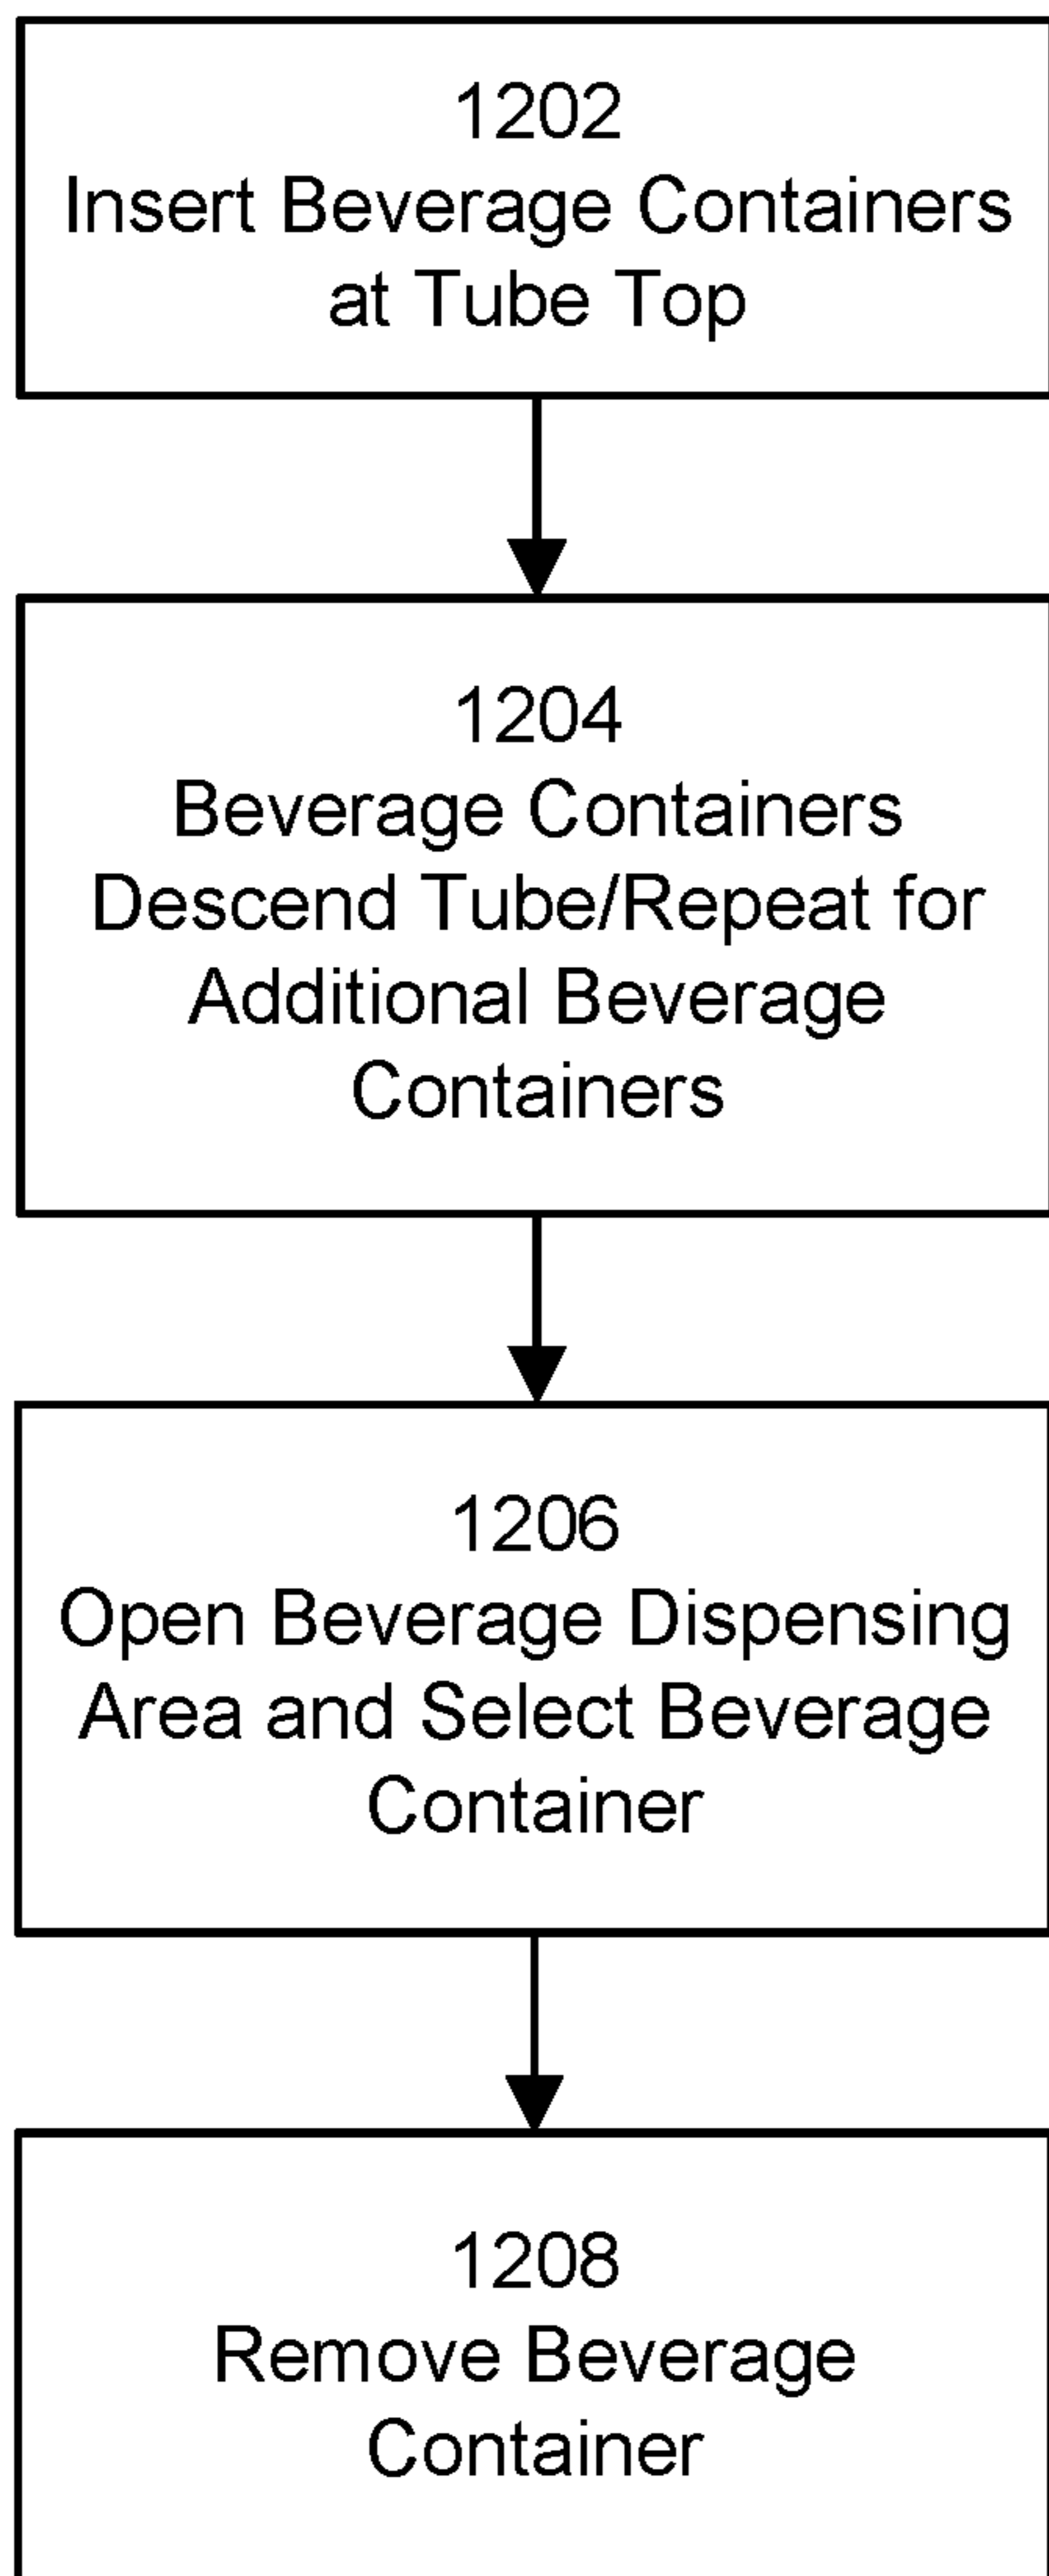 1202
Insert Beverage Containers
at Tube Top
1204
Beverage Containers
Descend Tube/Repeat for
Additional Beverage
Containers
1206
Open Beverage Dispensing
Area and Select Beverage
Container
1208
Remove Beverage
Container